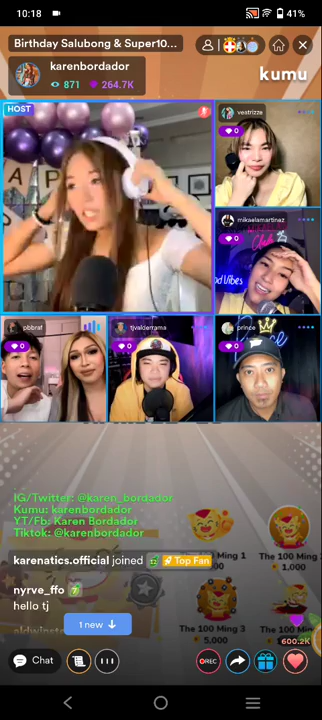 10:18
41%
Birthday Salubong & Super10...
karenbordador
871 264.7K
kumu
HOST
vestrizze
0
mikaelamartinez
0
pbbraf
0
tjvalderrama
0
prince
0
IG/Twitter: @karen_bordador
Kumu: karenbordador
YT/Fb: Karen Bordador
Tiktok: @karenbordador
karenatics.official joined Top Fan
nyrve_ffo
hello tj
1 new
The 100 Ming 1
The 100
1,000
The 100 Ming 3
5,000
The 100 Ming
10,000
600.2K
Chat
REC